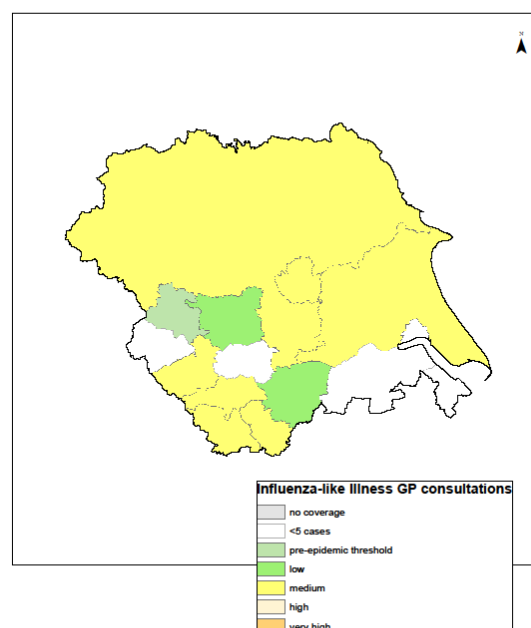 Influenza-like Illness GP consultations
no coverage
<5 cases
pre-epidemic threshold
low
medium
high
very high